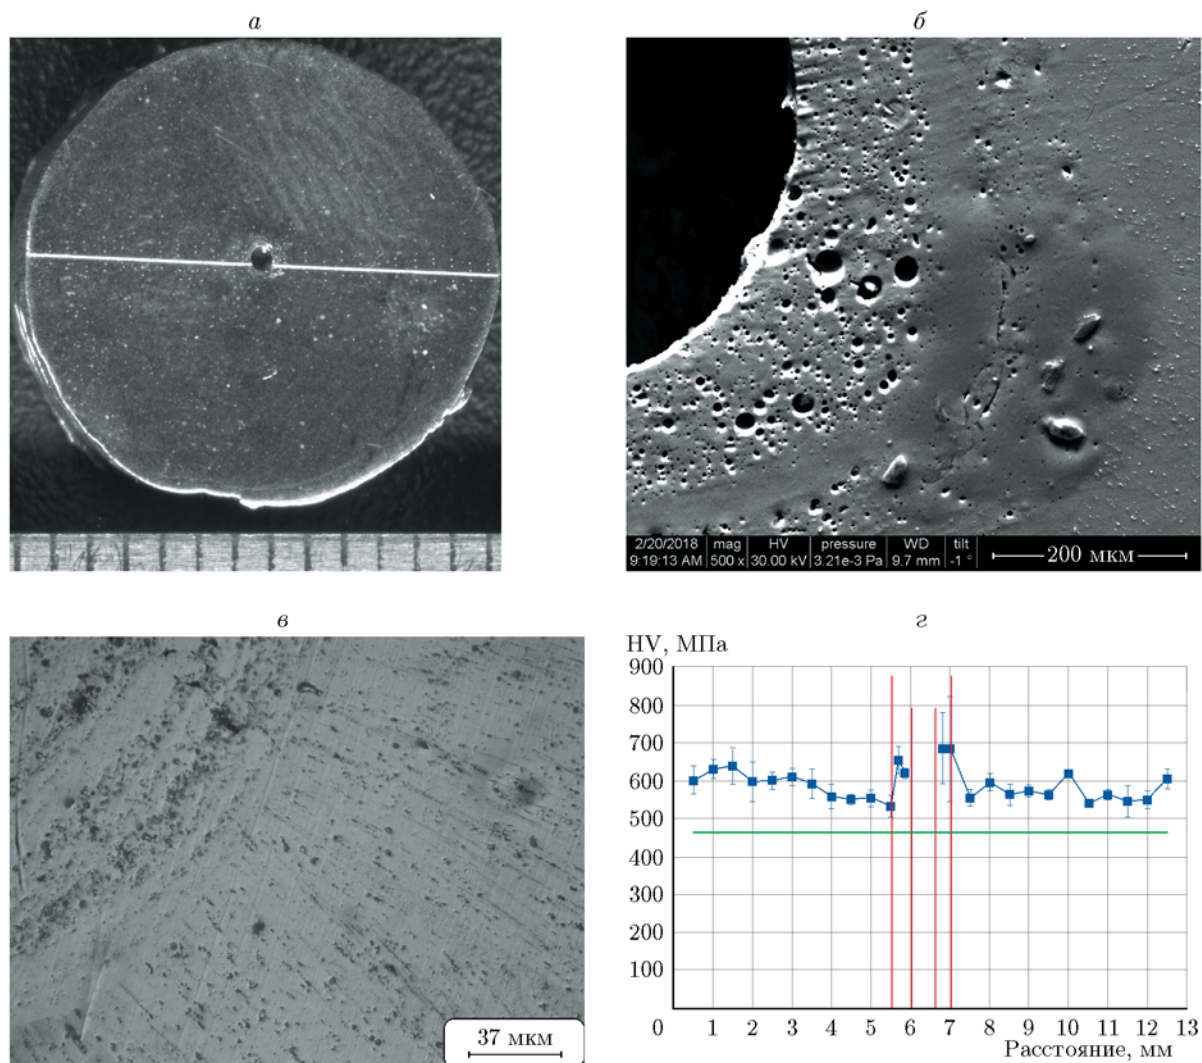 а
б
2/20/2018 mag HV pressure WD tilt
9:19:13 AM 500 x 30.00 kV 3.21e-3 Pa 9.7 mm -1 °
200 мкм
в
37 мкм
г
HV, МПа
900
800
700
600
500
400
300
200
100
0 1 2 3 4 5 6 7 8 9 10 11 12 13
Расстояние, мм